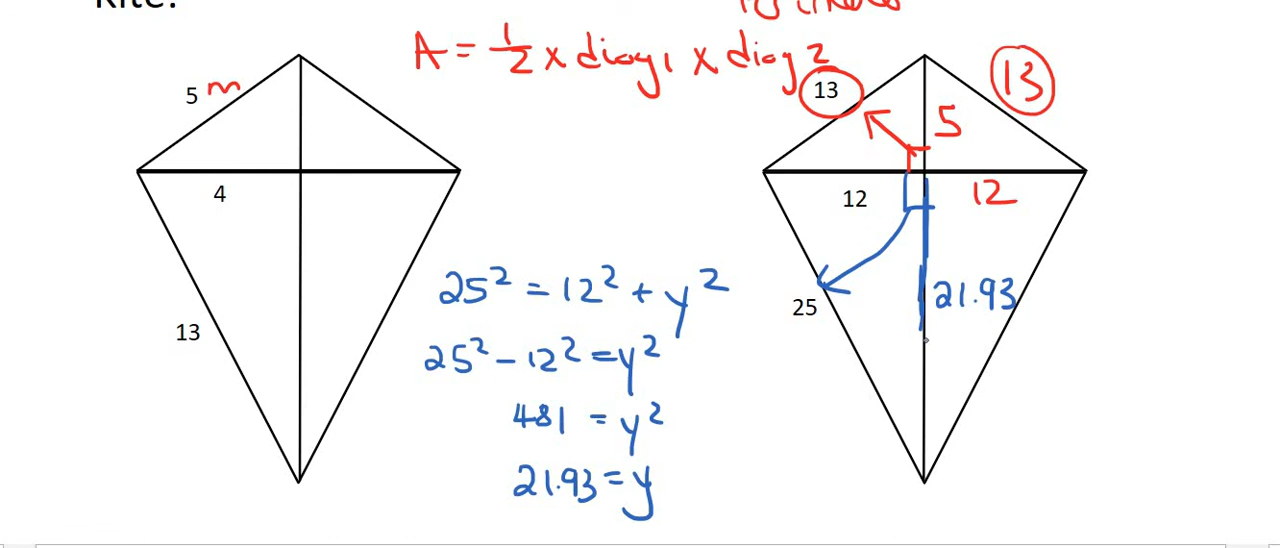 A = 1/2 x diag1 x diag2
5 m
4
13
13
13
5
12
12
25
21.93
25² = 12² + y²
25² - 12² = y²
481 = y²
21.93 = y